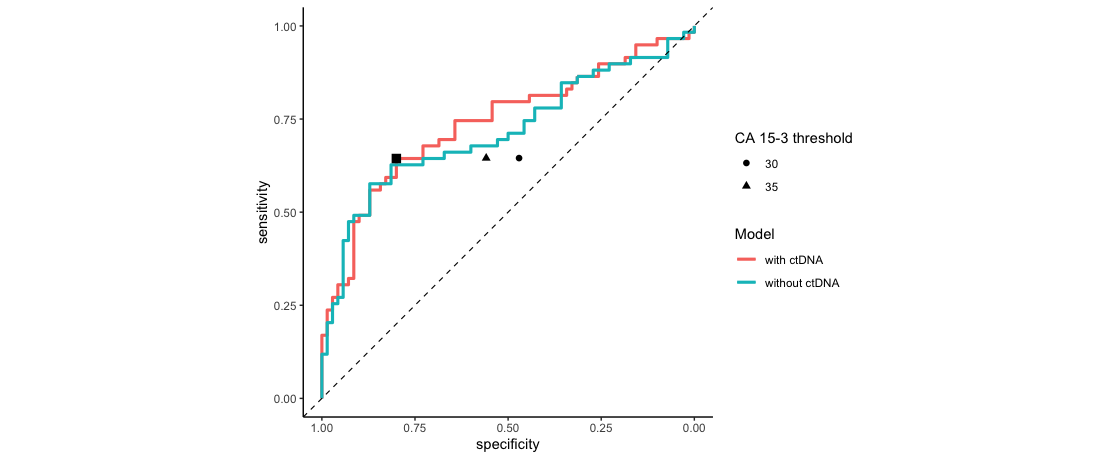 1.00
0.75
0.50
0.25
0.00
sensitivity
1.00 0.75 0.50 0.25 0.00
specificity
CA 15-3 threshold
30
35
Model
with ctDNA
without ctDNA